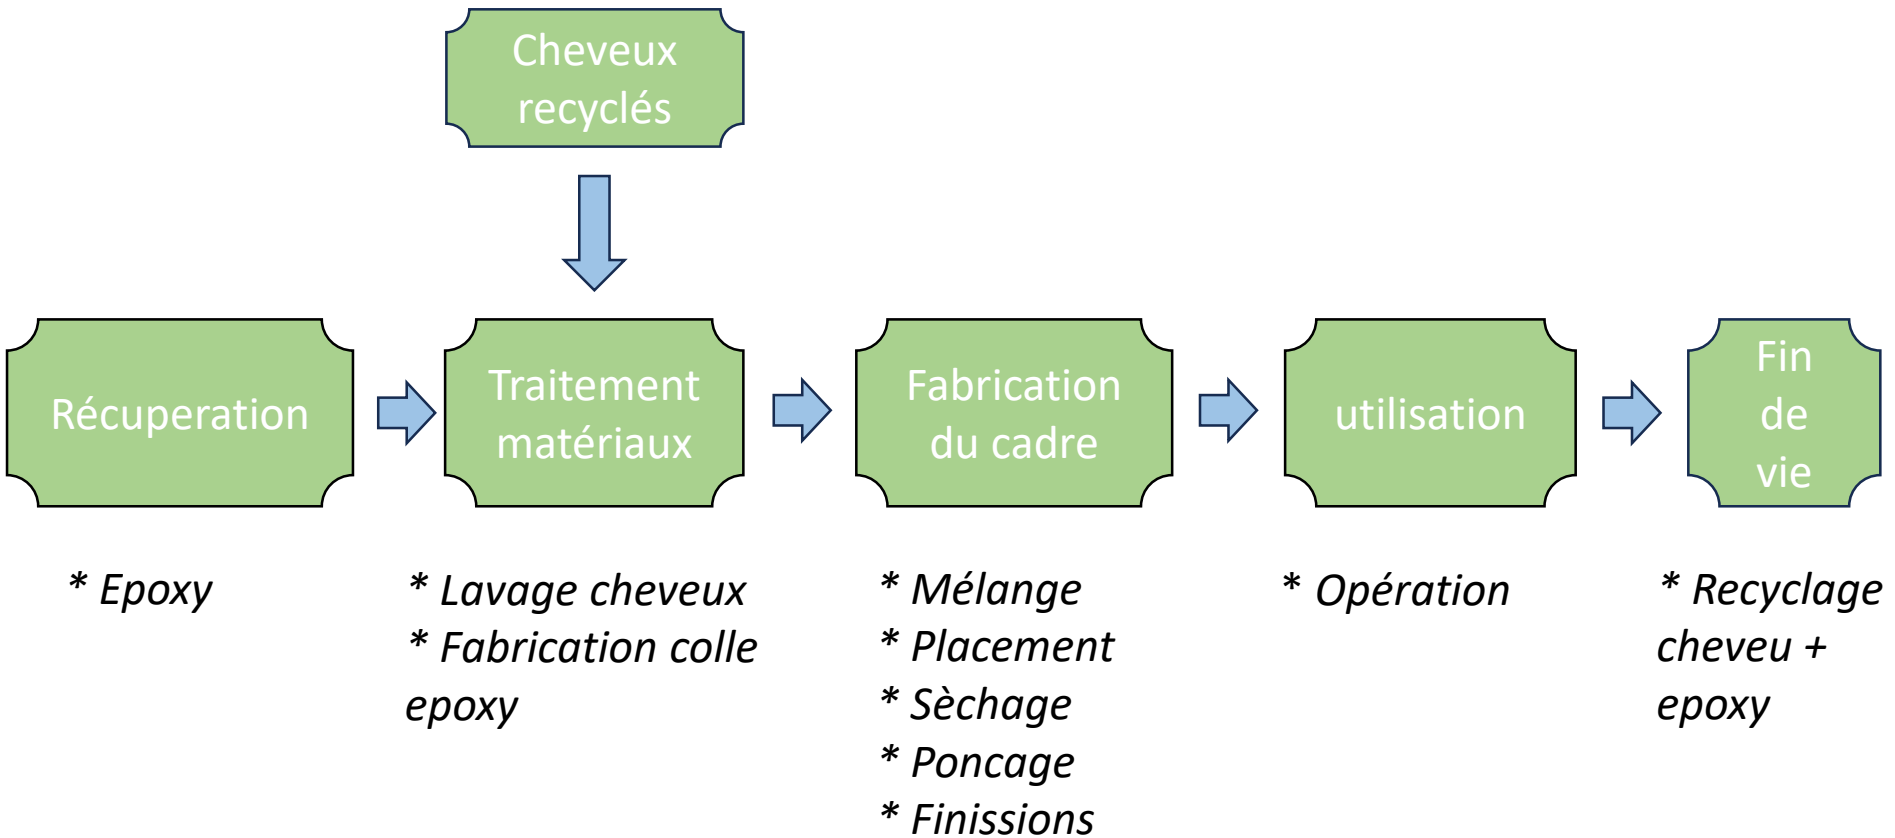 Cheveux
recyclés
Récuperation
Traitement
matèriaux
Fabrication
du cadre
utilisation
Fin
de
vie
* Epoxy
* Lavage cheveux
* Fabrication colle
epoxy
* Mélange
* Placement
* Sèchage
* Poncage
* Finissions
* Opération
* Recyclage
cheveu +
epoxy